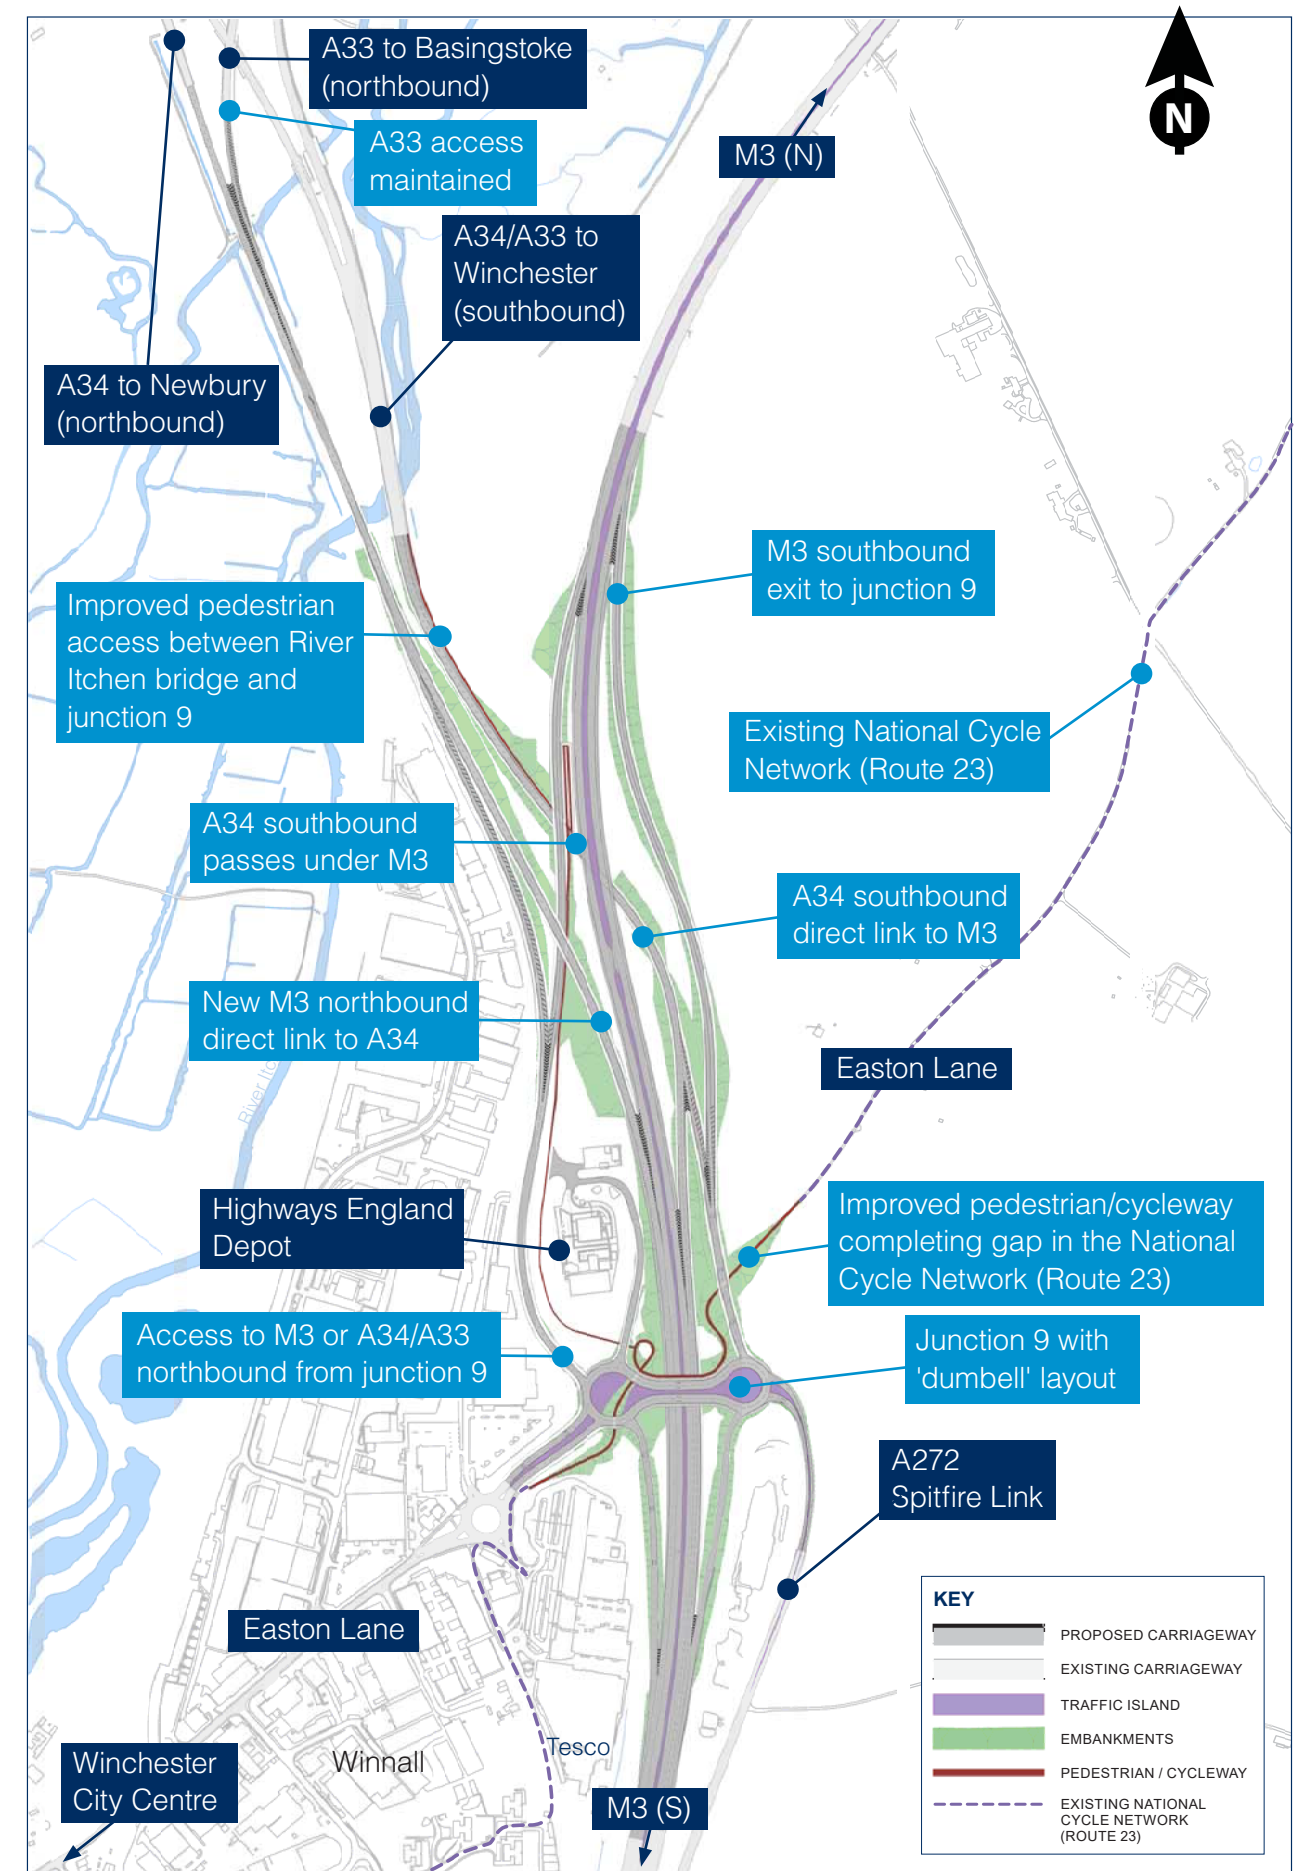 A33 to Basingstoke
(northbound)
N
A33 access
maintained
M3 (N)
A34/A33 to
Winchester
(southbound)
A34 to Newbury
(northbound)
M3 southbound
exit to junction 9
Improved pedestrian
access between River
Itchen bridge and
junction 9
Existing National Cycle
Network (Route 23)
A34 southbound
passes under M3
A34 southbound
direct link to M3
New M3 northbound
direct link to A34
Easton Lane
River
Highways England
Depot
Improved pedestrian/cycleway
completing gap in the National
Cycle Network (Route 23)
Access to M3 or A34/A33
northbound from junction 9
Junction 9 with
'dumbell' layout
A272
Spitfire Link
Easton Lane
Winnall
Tesco
Winchester
City Centre
M3 (S)
KEY
PROPOSED CARRIAGEWAY
EXISTING CARRIAGEWAY
TRAFFIC ISLAND
EMBANKMENTS
PEDESTRIAN / CYCLEWAY
EXISTING NATIONAL
CYCLE NETWORK
(ROUTE 23)